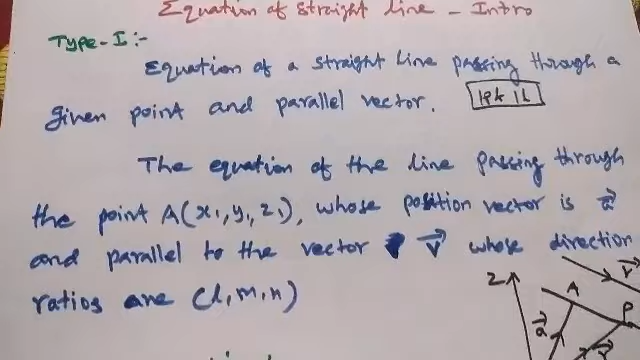 Equation of straight line - Intro
Type-I:-
Equation of a straight line passing through a
given point and parallel vector. 1pt 1L
The equation of the line passing through
the point A(x₁,y₁,z₁), whose position vector is a⃗
and parallel to the vector v⃗ whose direction
ratios are (l,m,n)
Z
A
P
a⃗
r⃗